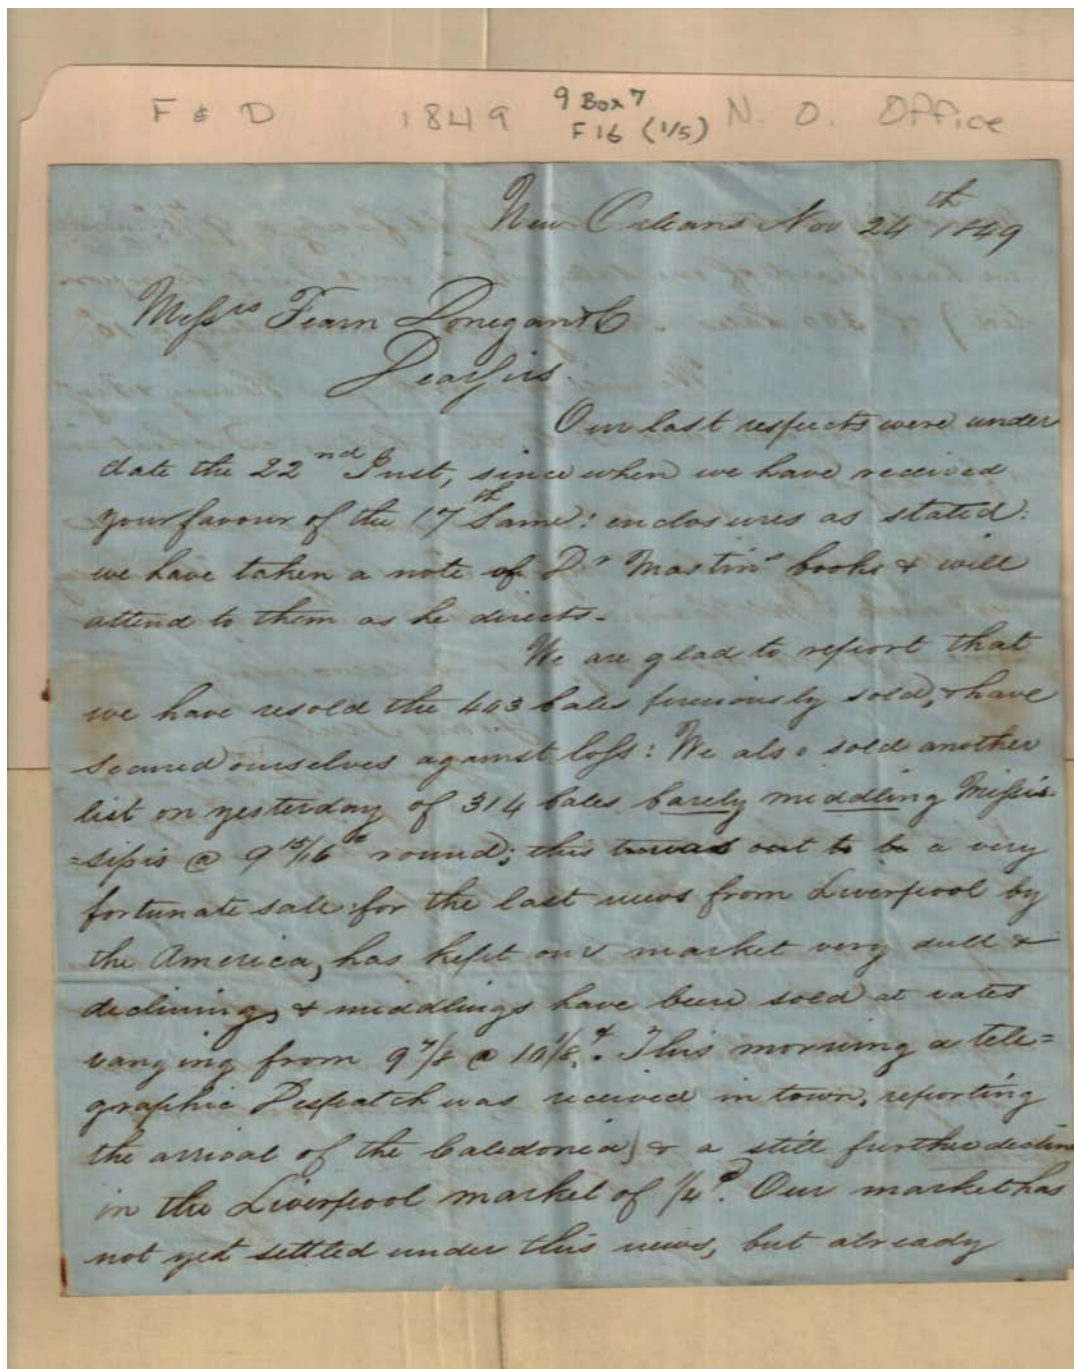 F & D 1849 9 Box 7 N. O. Office
F 16 (1/5)
New Orleans Nov 24th 1849
Messrs Fearn Donegan & C
Dear Sirs.
Our last respects were under
date the 22nd Inst, since when we have received
your favour of the 17th Same: enclosures as stated:
we have taken a note of Dr Martins books & will
attend to them as he directs.
We are glad to report that
we have resold the 443 bales previously sold, & have
secured ourselves against loss: We also sold another
list on yesterday of 314 bales barely middling Missis-
=sipis @ 9 15/16 round; this out to be a very
fortunate sale for the last news from Liverpool by
the America, has kept our market very dull &
declining, & middlings have been sold at rates
ranging from 9 7/8 @ 10 1/8. This morning a tele=
graphic Despatch was received in town, reporting
the arrival of the Caledonia, & a still further decline
in the Liverpool market of 1/4d. Our market has
not yet settled under this news, but already